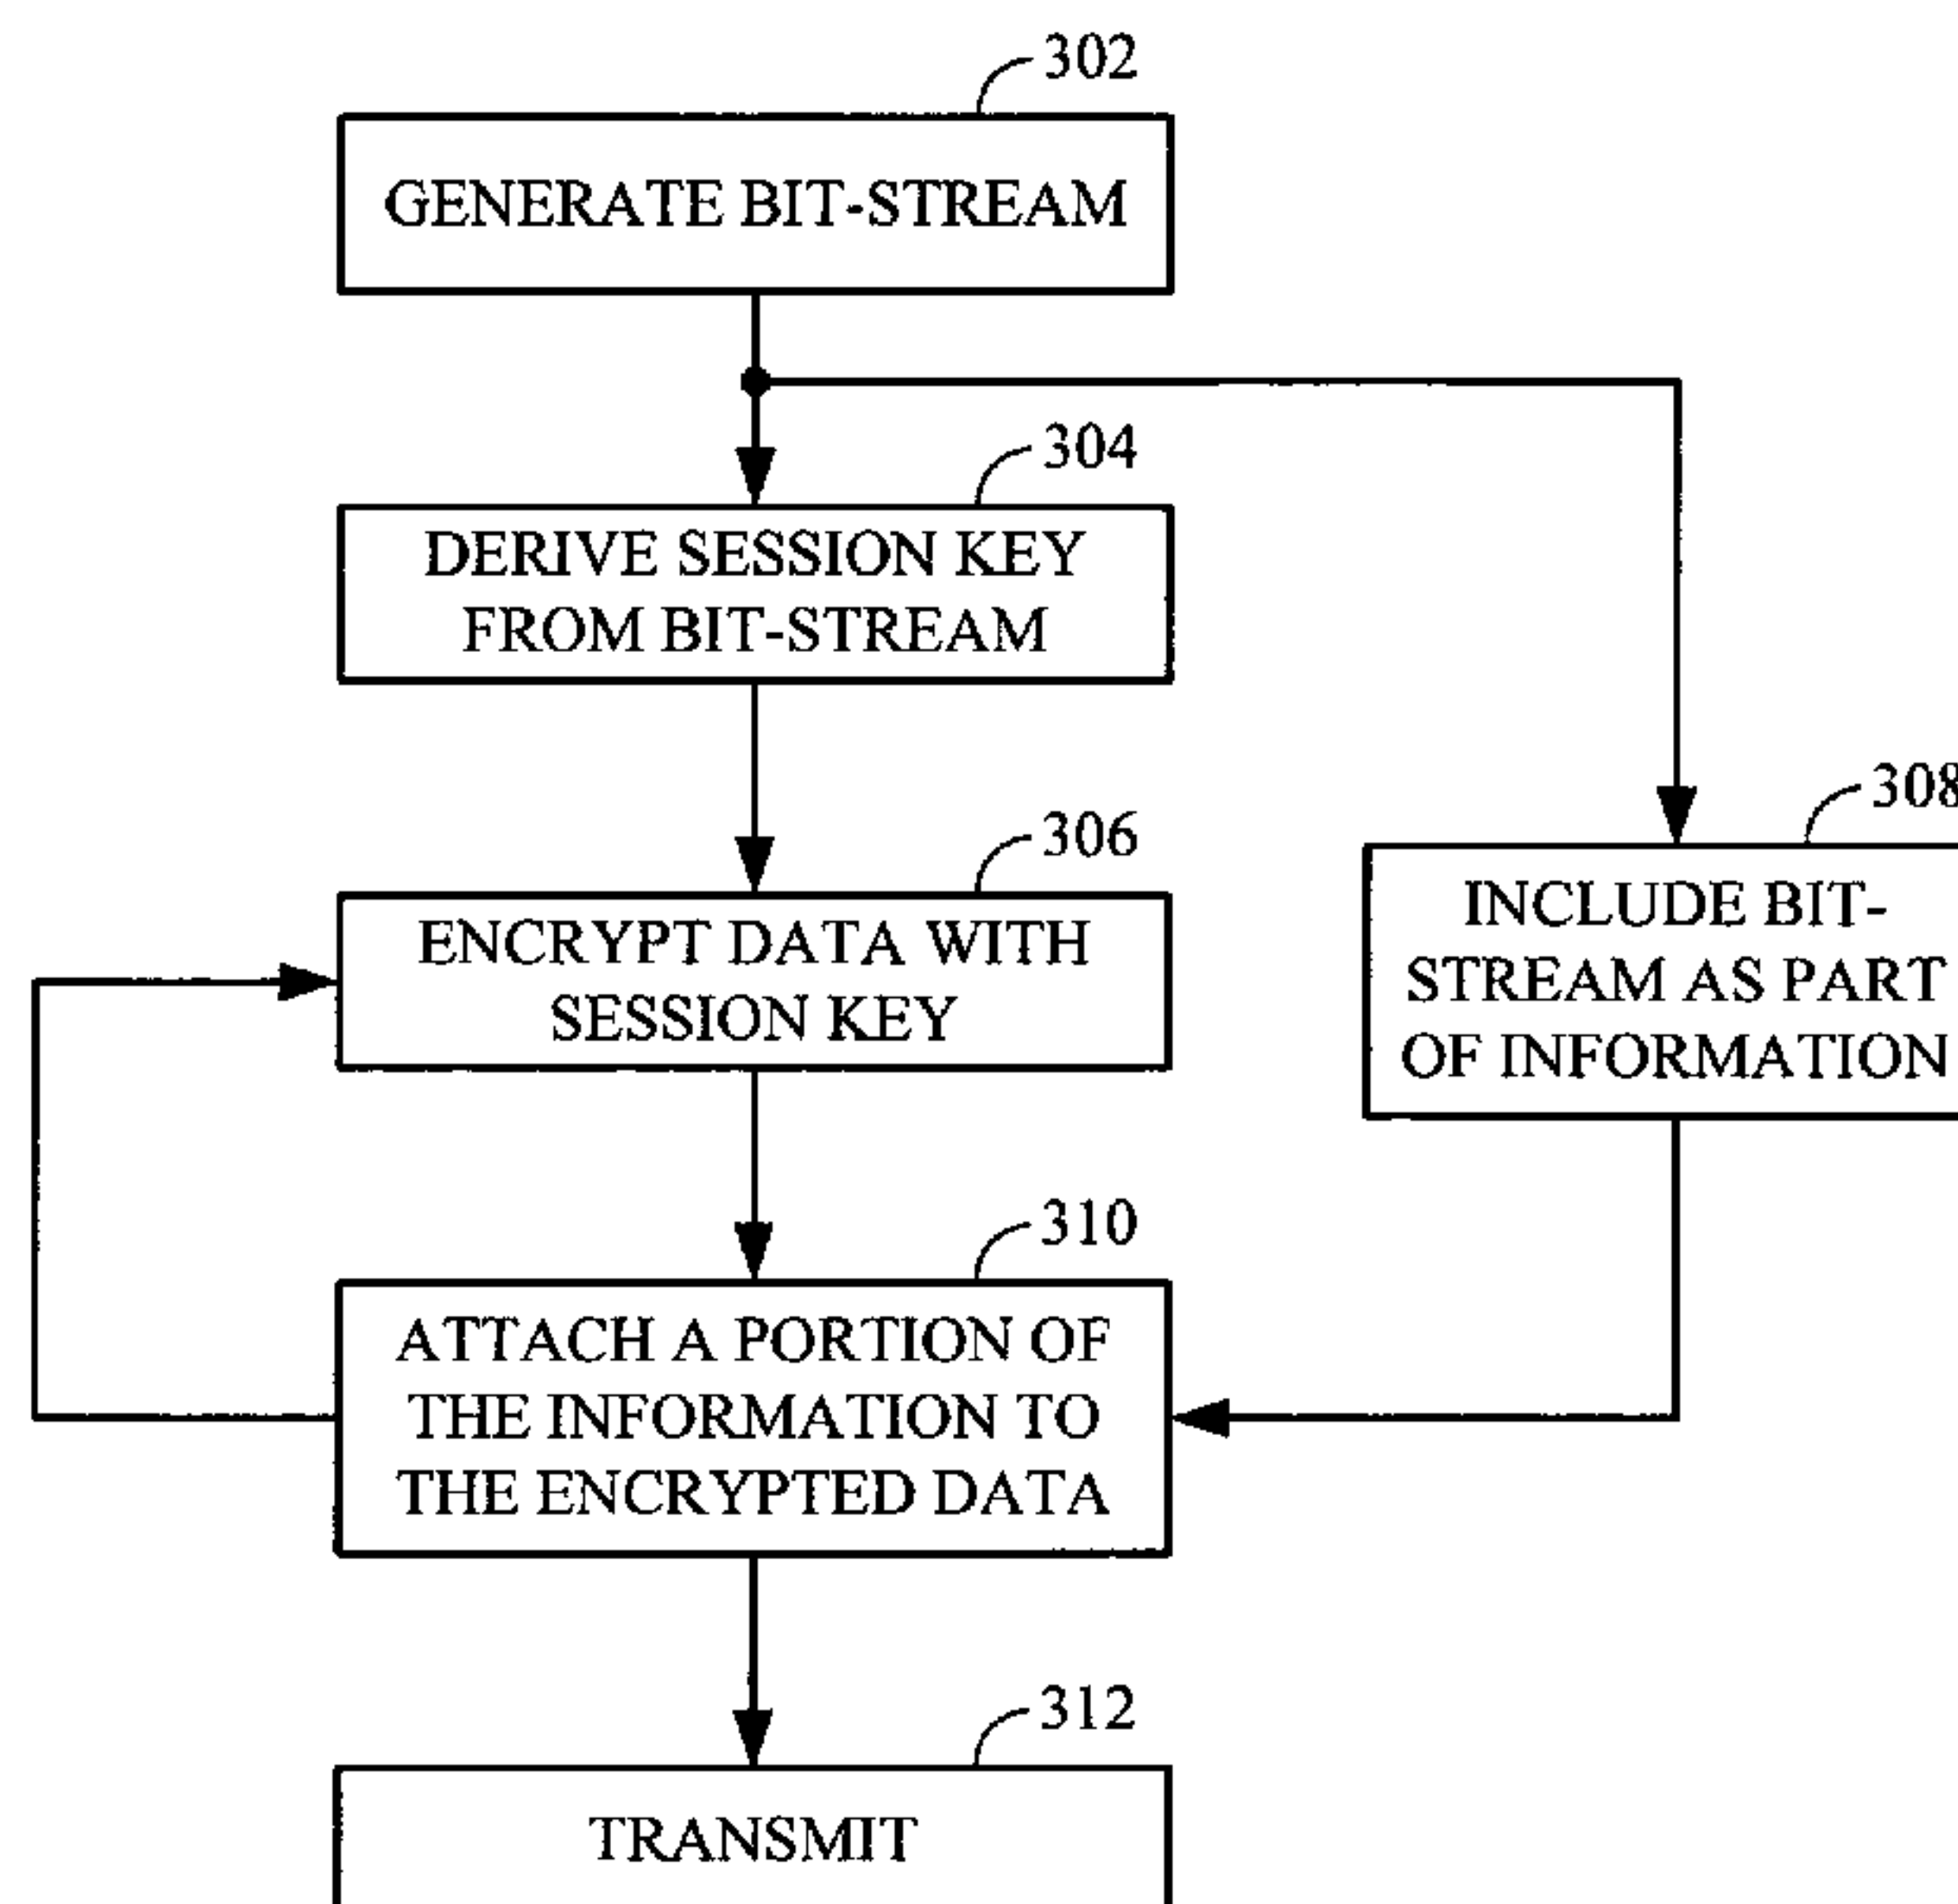 302
GENERATE BIT-STREAM
304
DERIVE SESSION KEY
FROM BIT-STREAM
306
ENCRYPT DATA WITH
SESSION KEY
308
INCLUDE BIT-
STREAM AS PART
OF INFORMATION
310
ATTACH A PORTION OF
THE INFORMATION TO
THE ENCRYPTED DATA
312
TRANSMIT